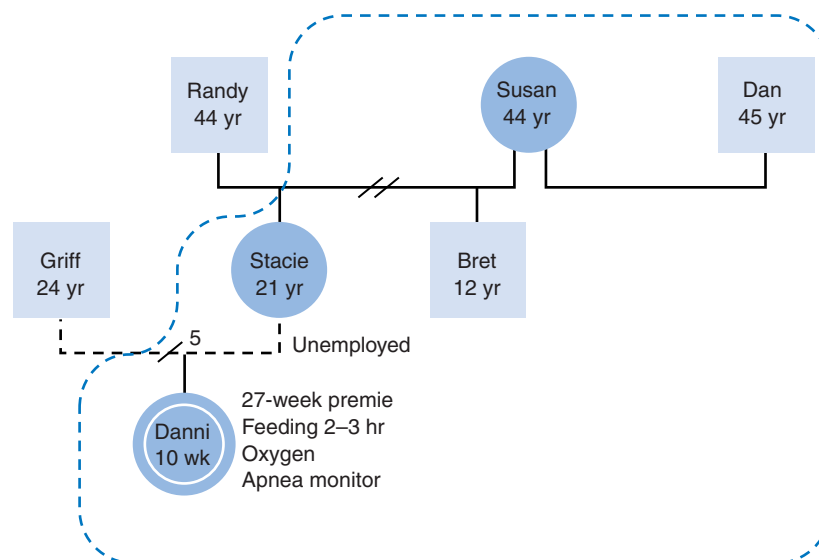 Randy
44 yr
Susan
44 yr
Dan
45 yr
Griff
24 yr
Stacie
21 yr
Bret
12 yr
5
Unemployed
Danni
10 wk
27-week premie
Feeding 2–3 hr
Oxygen
Apnea monitor